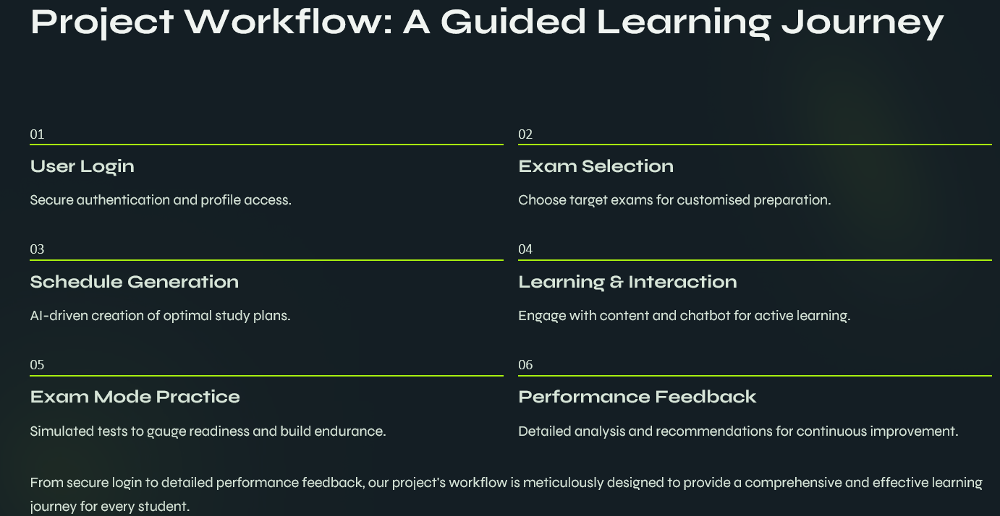 Project Workflow: A Guided Learning Journey
01
User Login
Secure authentication and profile access.
02
Exam Selection
Choose target exams for customised preparation.
03
Schedule Generation
AI-driven creation of optimal study plans.
04
Learning & Interaction
Engage with content and chatbot for active learning.
05
Exam Mode Practice
Simulated tests to gauge readiness and build endurance.
06
Performance Feedback
Detailed analysis and recommendations for continuous improvement.
From secure login to detailed performance feedback, our project's workflow is meticulously designed to provide a comprehensive and effective learning
journey for every student.